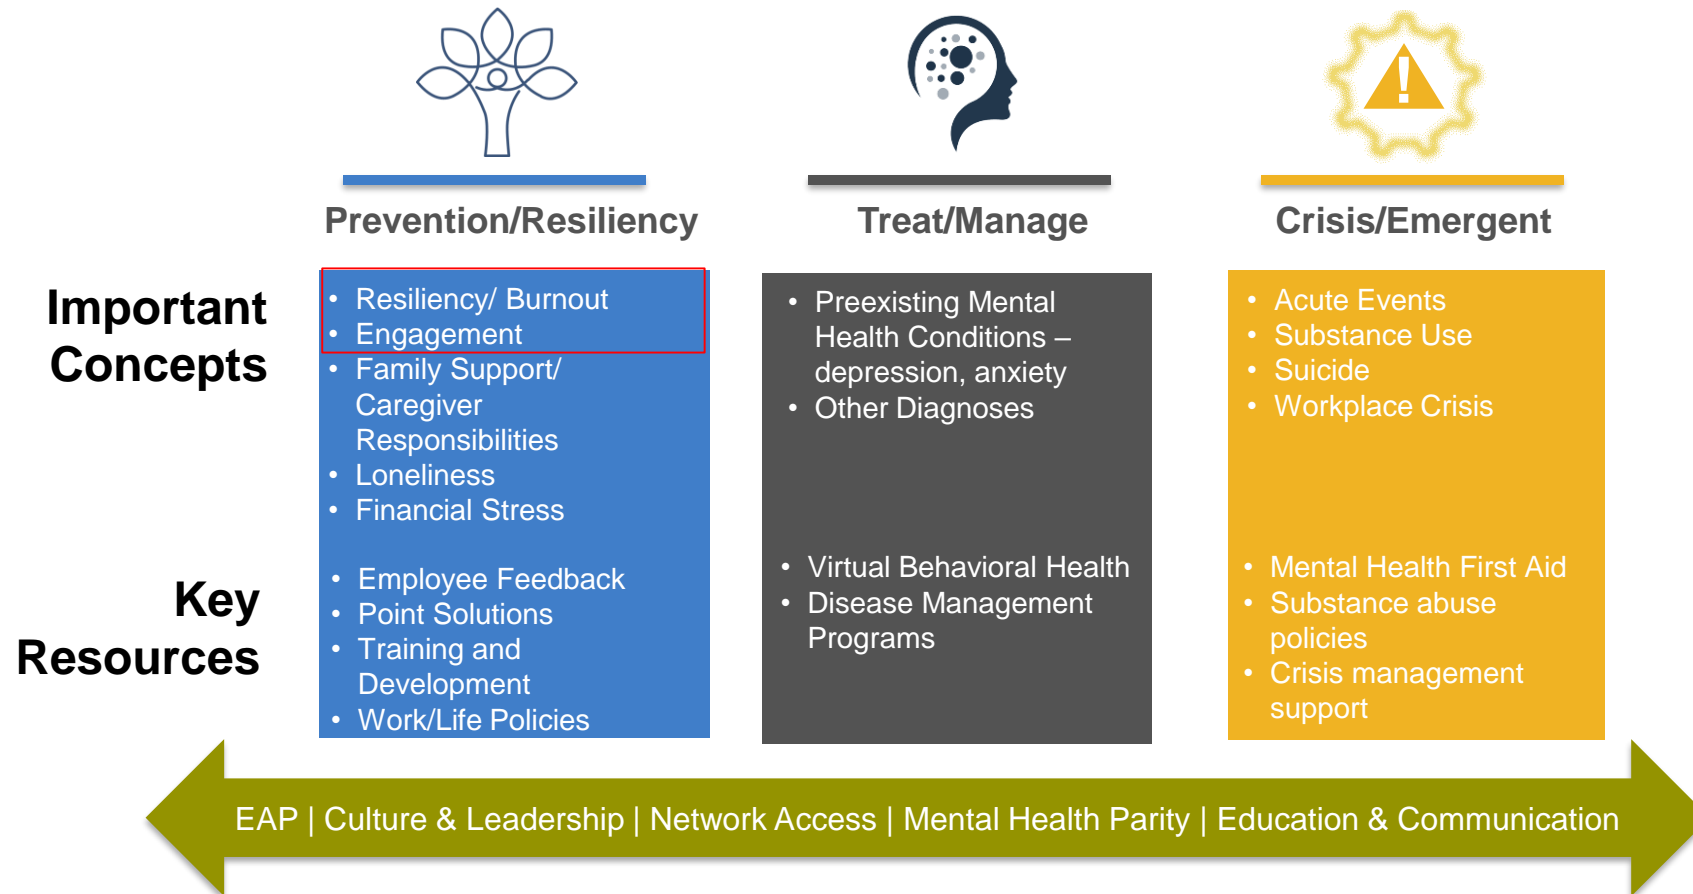 Prevention/Resiliency
Treat/Manage
Crisis/Emergent
Important
Concepts
• Resiliency/ Burnout
• Engagement
• Family Support/
Caregiver
Responsibilities
• Loneliness
• Financial Stress
• Preexisting Mental
Health Conditions –
depression, anxiety
• Other Diagnoses
• Acute Events
• Substance Use
• Suicide
• Workplace Crisis
Key
Resources
• Employee Feedback
• Point Solutions
• Training and
Development
• Work/Life Policies
• Virtual Behavioral Health
• Disease Management
Programs
• Mental Health First Aid
• Substance abuse
policies
• Crisis management
support
EAP | Culture & Leadership | Network Access | Mental Health Parity | Education & Communication